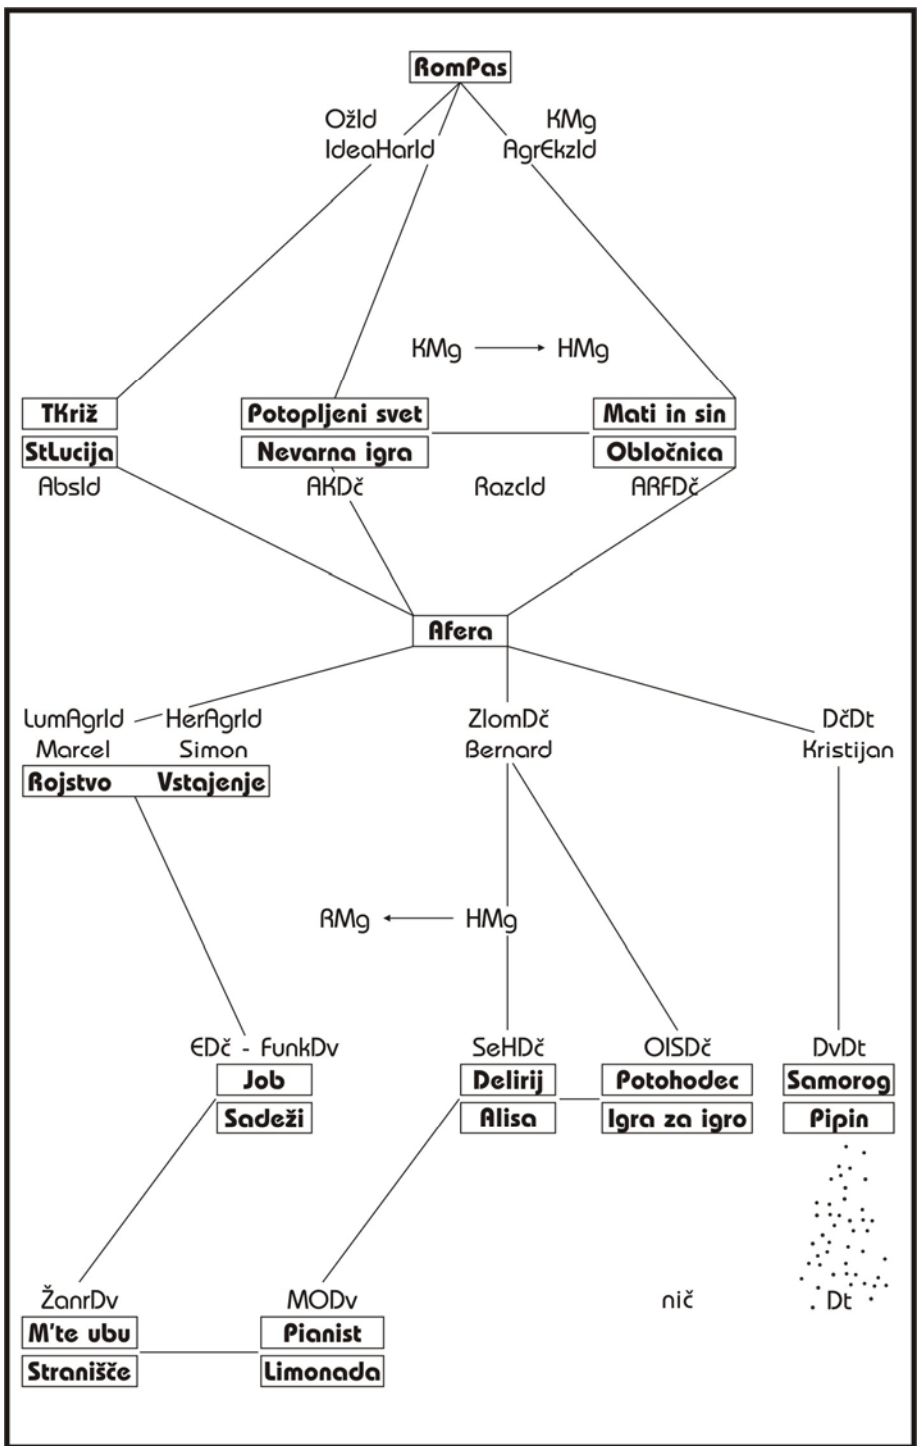 RomPas
OžId KMg
IdeaHarId AgrEkzId
KMg HMg
TKriž Potopljeni svet Mati in sin
StLucija Nevarna igra Obločnica
AbsId AKDč RazcId ARFDč
Afera
LumAgrId HerAgrId ZlomDč DčDt
Marcel Simon Bernard Kristijan
Rojstvo Vstajenje
RMg HMg
EDč - FunkDv SeHDč OISDč DvDt
Job Delirij Potohodec Samorog
Sadeži Alisa Igra za igro Pipin
ŽanrDv MODv nič Dt
M'te ubu Pianist
Stranišče Limonada